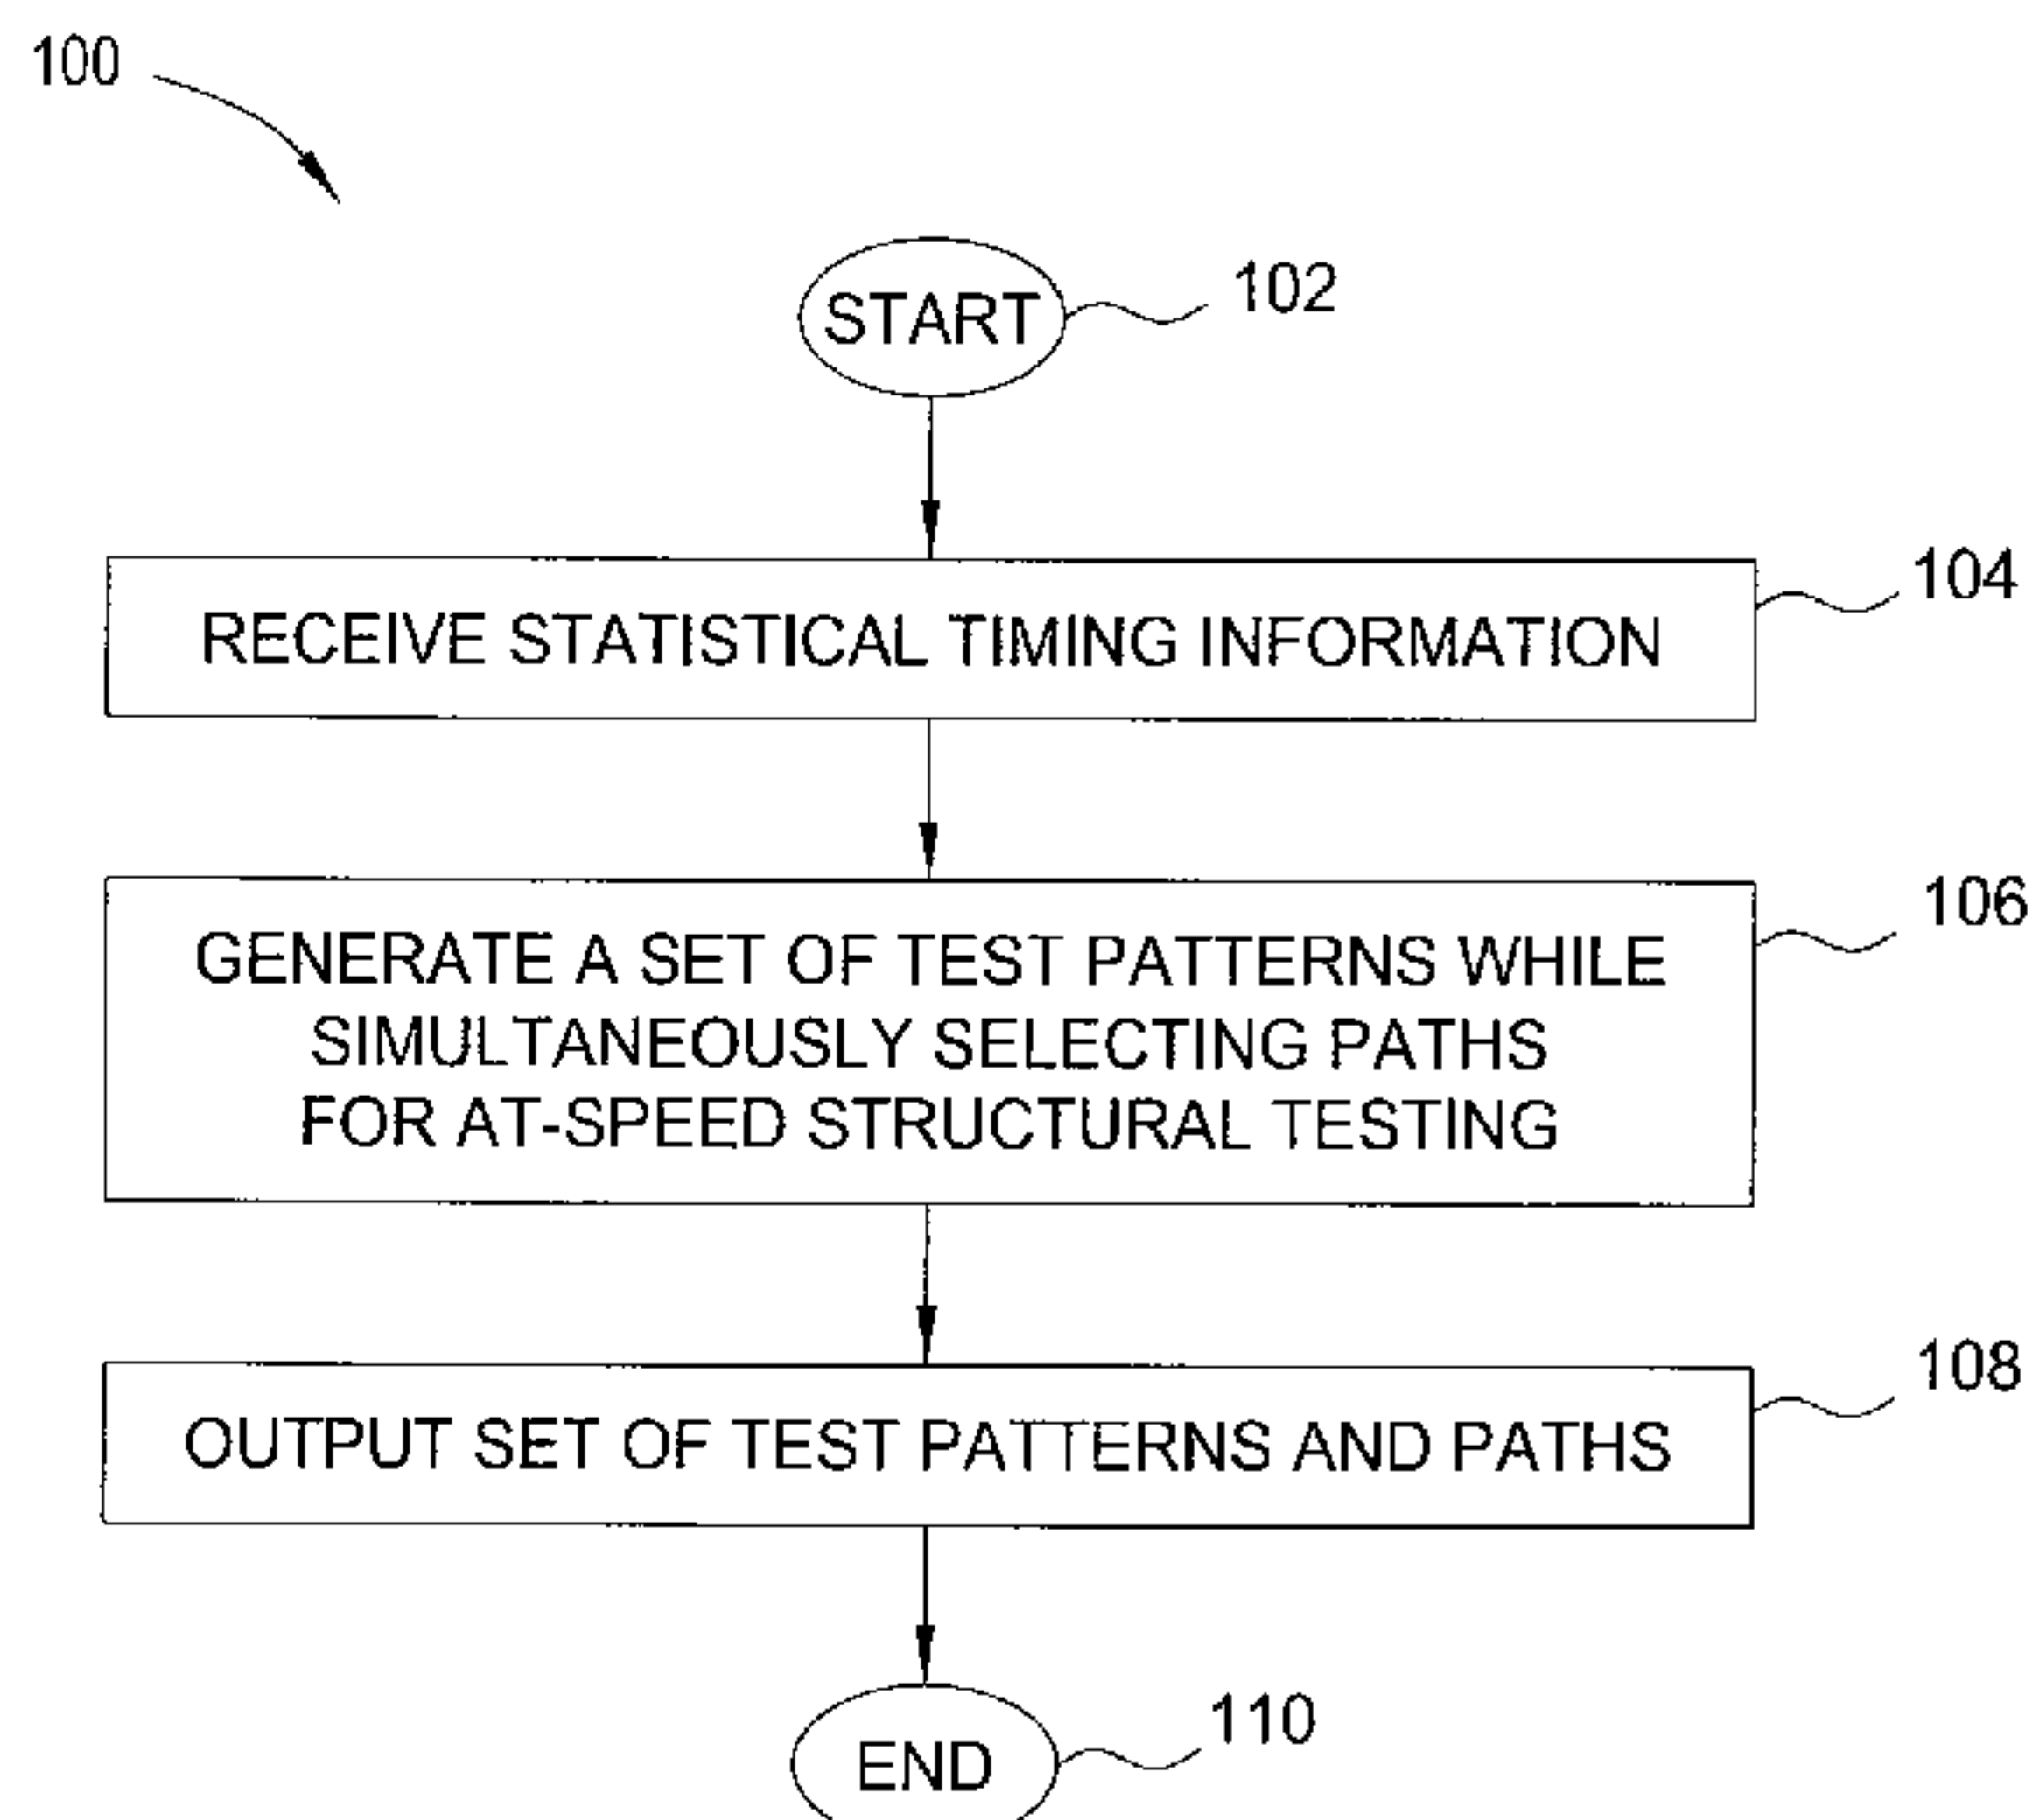 100
START
102
RECEIVE STATISTICAL TIMING INFORMATION
104
GENERATE A SET OF TEST PATTERNS WHILE
SIMULTANEOUSLY SELECTING PATHS
FOR AT-SPEED STRUCTURAL TESTING
106
OUTPUT SET OF TEST PATTERNS AND PATHS
108
END
110